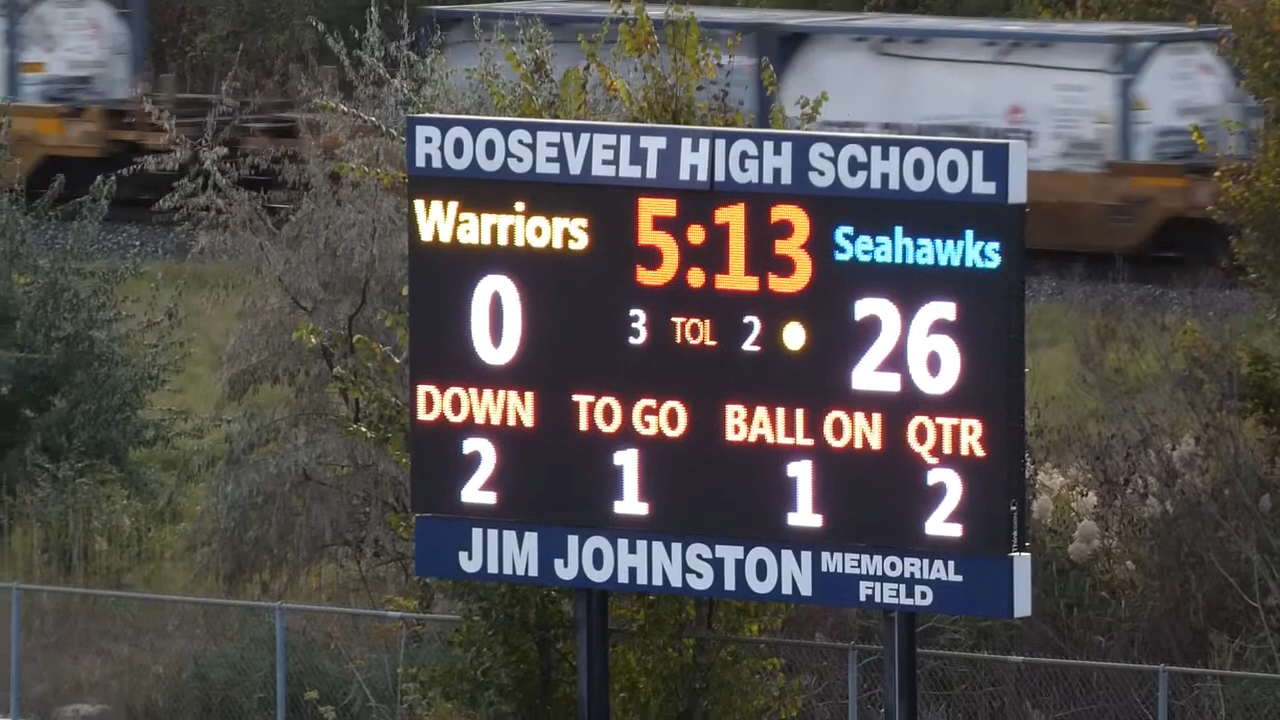 ROOSEVELT HIGH SCHOOL
Warriors 5:13 Seahawks
0 3 TOL 2 26
DOWN TO GO BALL ON QTR
2 1 1 2
JIM JOHNSTON MEMORIAL FIELD